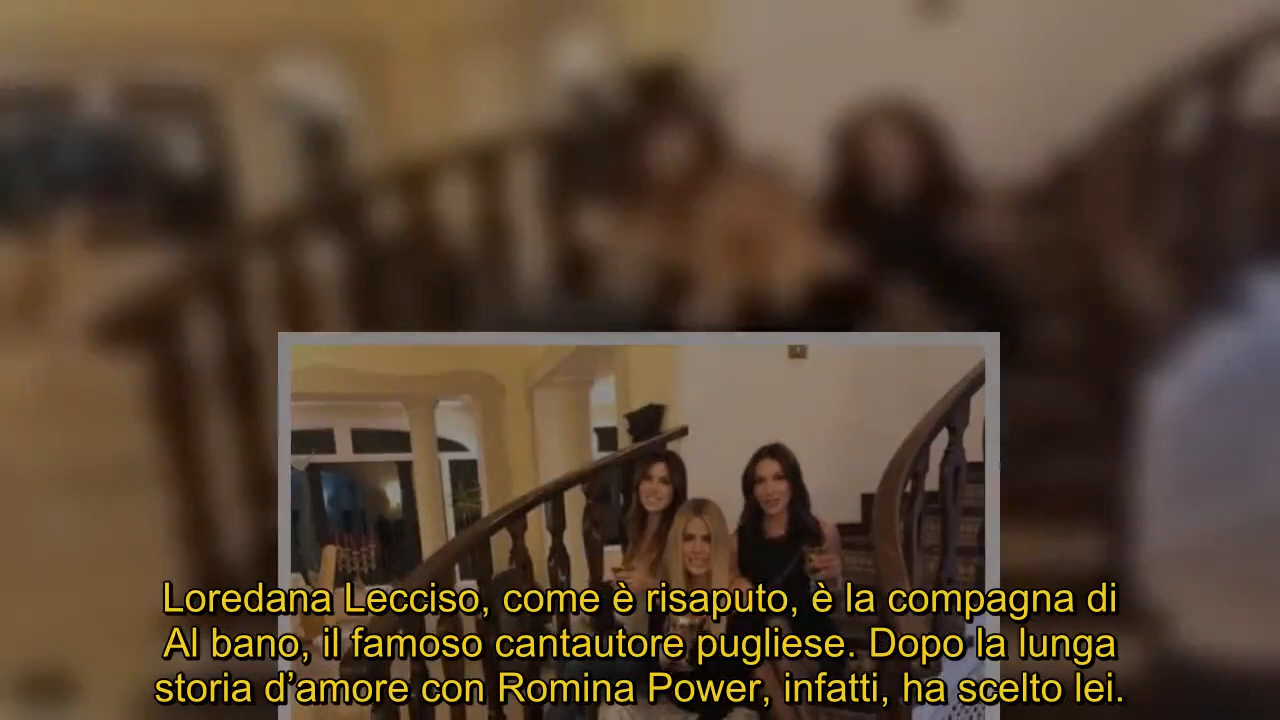 Loredana Lecciso, come è risaputo, è la compagna di
Al bano, il famoso cantautore pugliese. Dopo la lunga
storia d’amore con Romina Power, infatti, ha scelto lei.